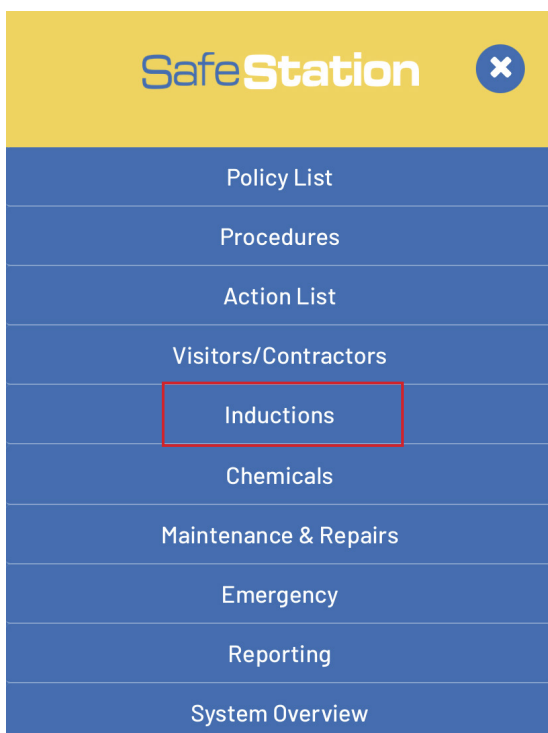 SafeStation
Policy List
Procedures
Action List
Visitors/Contractors
Inductions
Chemicals
Maintenance & Repairs
Emergency
Reporting
System Overview